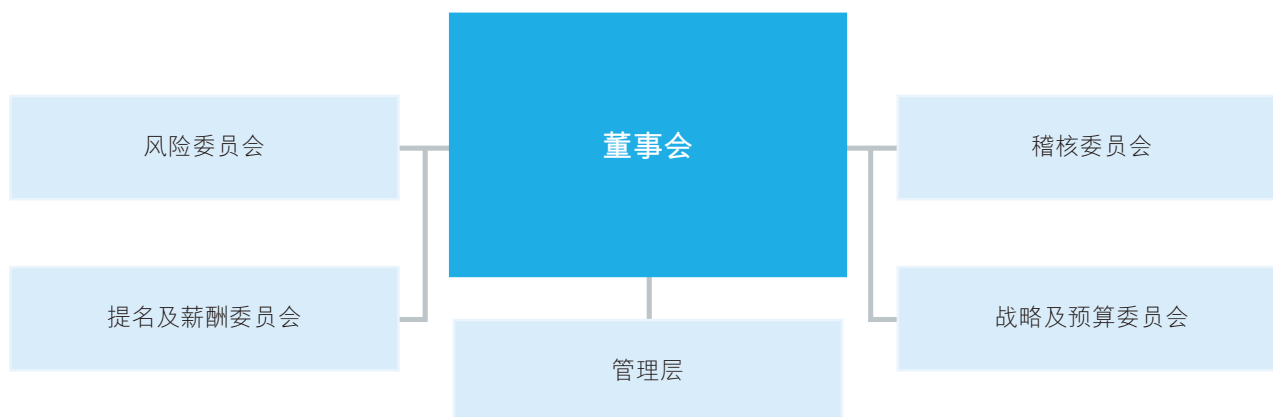 董事会
风险委员会
稽核委员会
提名及薪酬委员会
战略及预算委员会
管理层